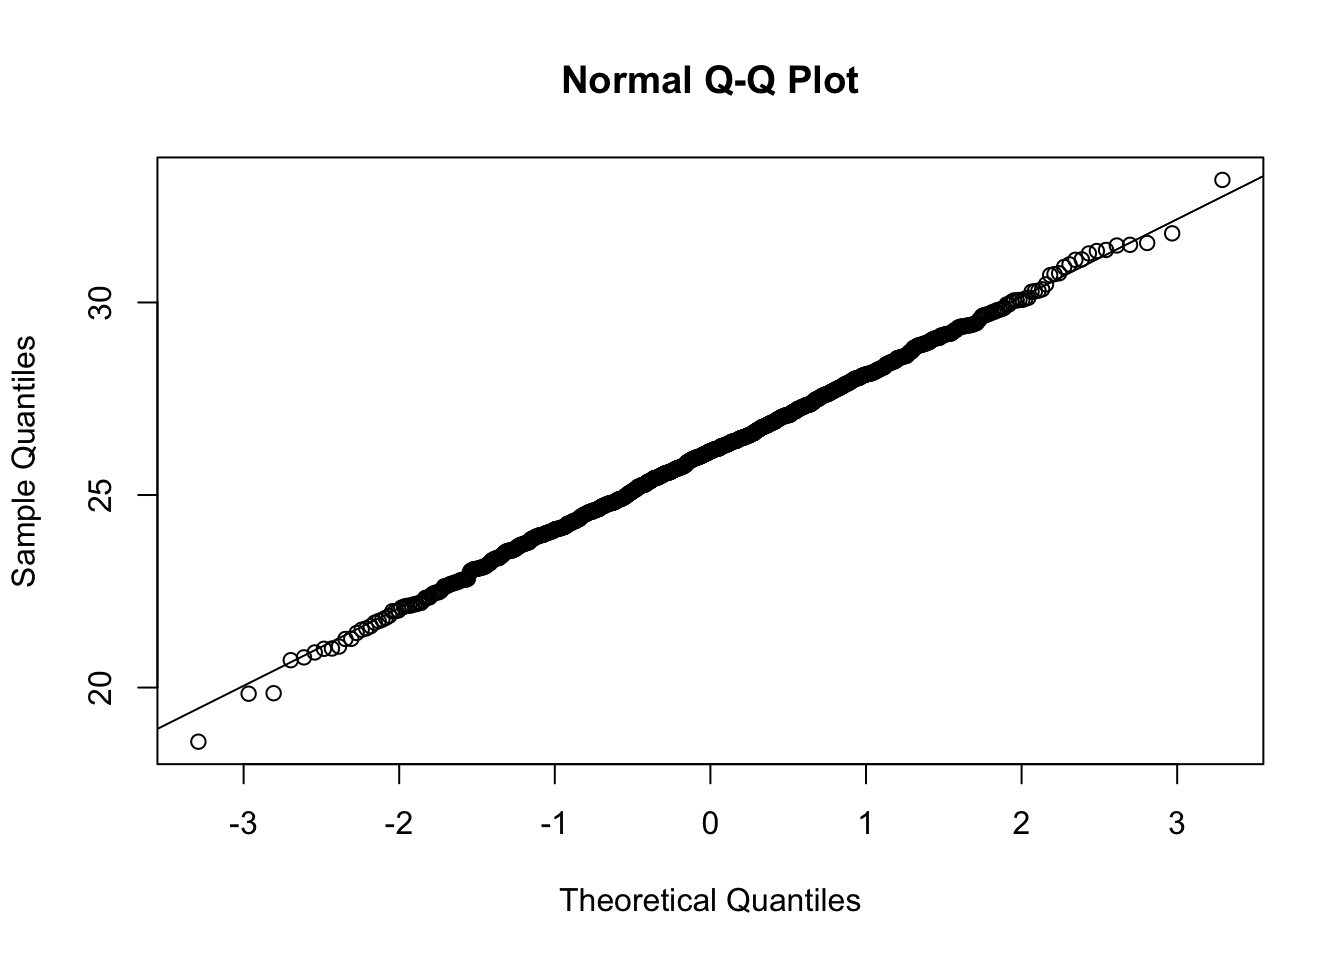 Normal Q-Q Plot
30
25
20
Sample Quantiles
-3 -2 -1 0 1 2 3
Theoretical Quantiles